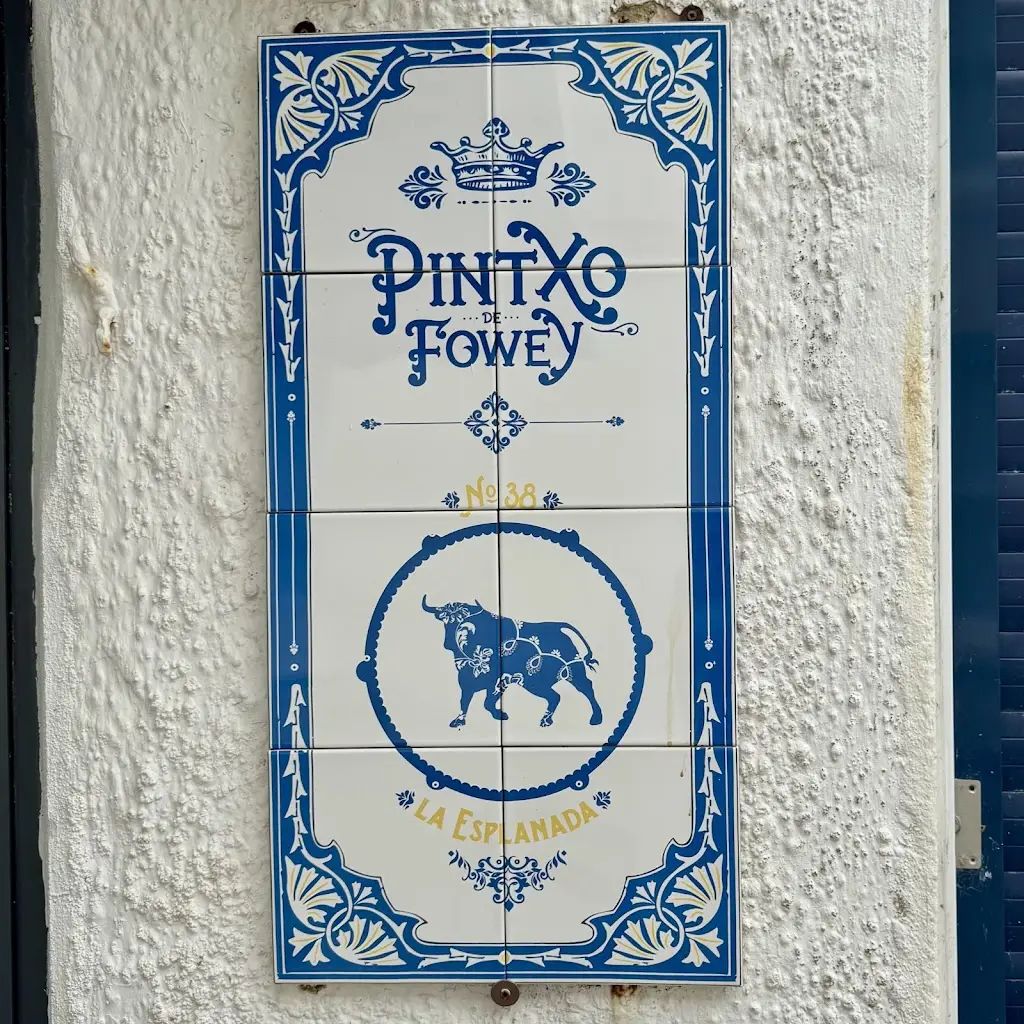 PINTXO
DE
FOWEY
No 38
LA ESPLANADA